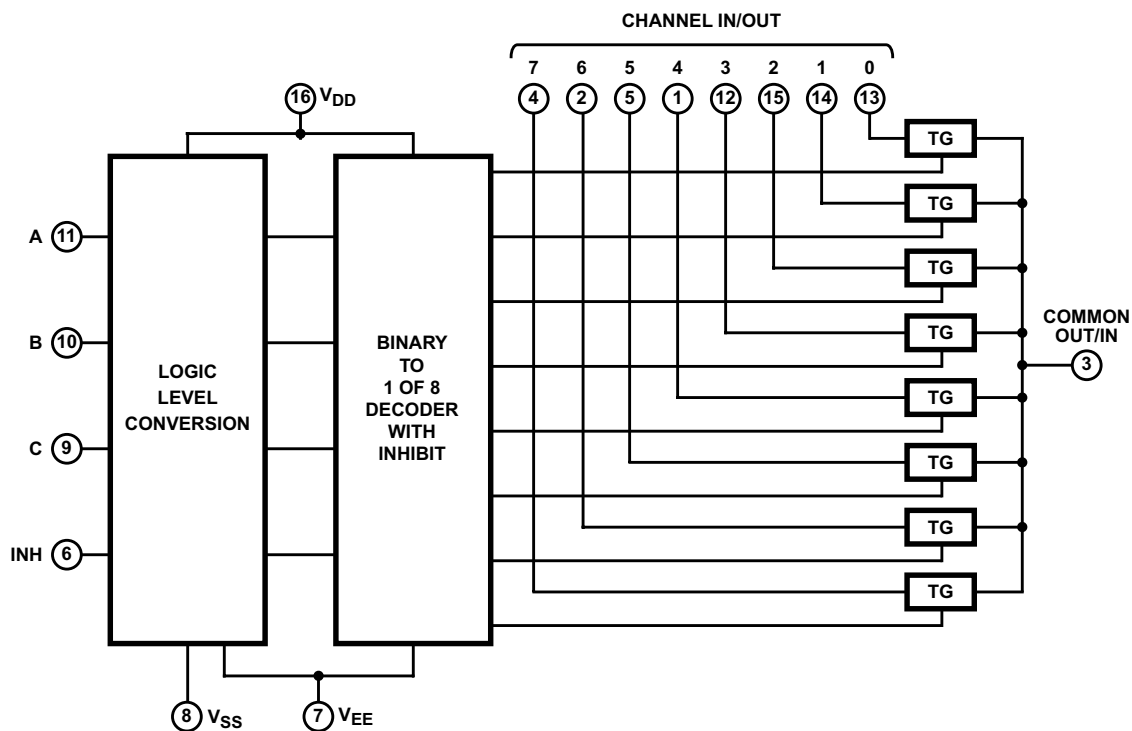 CHANNEL IN/OUT
7 6 5 4 3 2 1 0
4 2 5 1 12 15 14 13
16 VDD
TG
TG
TG
TG
TG
TG
TG
TG
A 11
B 10
C 9
INH 6
LOGIC
LEVEL
CONVERSION
BINARY
TO
1 OF 8
DECODER
WITH
INHIBIT
COMMON
OUT/IN
3
8 VSS
7 VEE